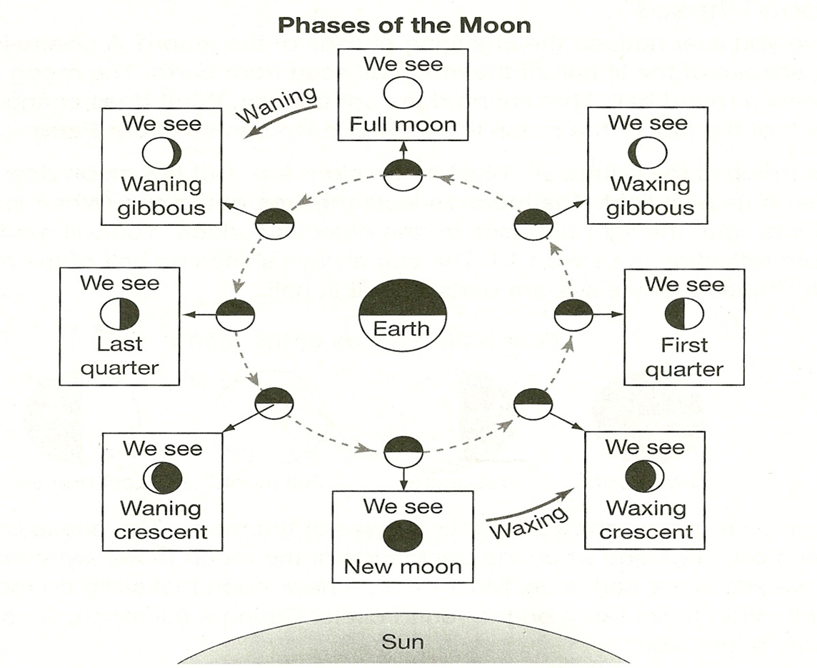 Phases of the Moon
We see
Full moon
Waning
We see
Waning
gibbous
We see
Waxing
gibbous
We see
Last
quarter
Earth
We see
First
quarter
We see
Waning
crescent
We see
New moon
Waxing
We see
Waxing
crescent
Sun